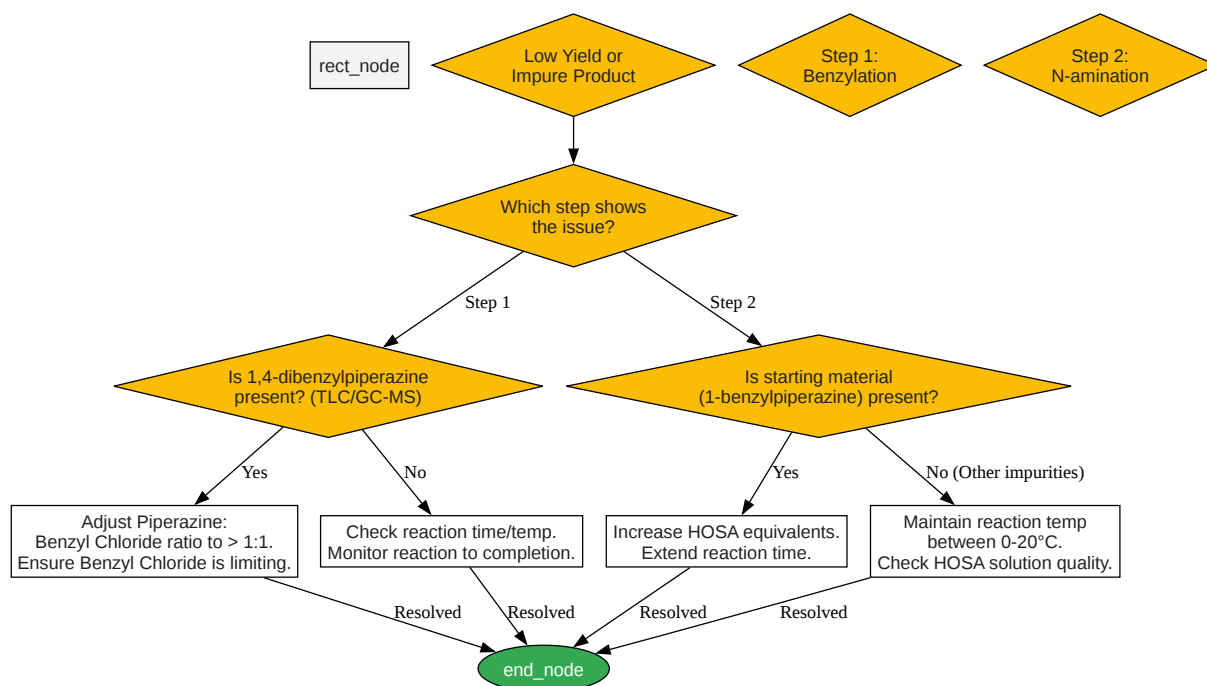 rect_node
Low Yield or
Impure Product
Step 1:
Benzylation
Step 2:
N-amination
Which step shows
the issue?
Step 1
Step 2
Is 1,4-dibenzylpiperazine
present? (TLC/GC-MS)
Is starting material
(1-benzylpiperazine) present?
Yes
No
Yes
No (Other impurities)
Adjust Piperazine:
Benzyl Chloride ratio to > 1:1.
Ensure Benzyl Chloride is limiting.
Check reaction time/temp.
Monitor reaction to completion.
Increase HOSA equivalents.
Extend reaction time.
Maintain reaction temp
between 0-20°C.
Check HOSA solution quality.
Resolved
Resolved
Resolved
Resolved
end_node